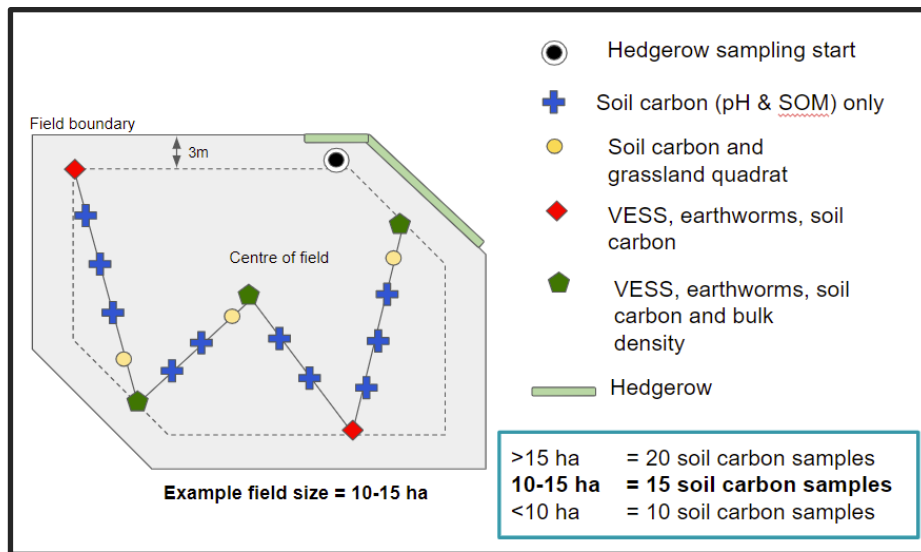 Hedgerow sampling start
Soil carbon (pH & SOM) only
Field boundary
3m
Soil carbon and
grassland quadrat
VESS, earthworms, soil
carbon
Centre of field
VESS, earthworms, soil
carbon and bulk
density
Hedgerow
>15 ha = 20 soil carbon samples
10-15 ha = 15 soil carbon samples
<10 ha = 10 soil carbon samples
Example field size = 10-15 ha